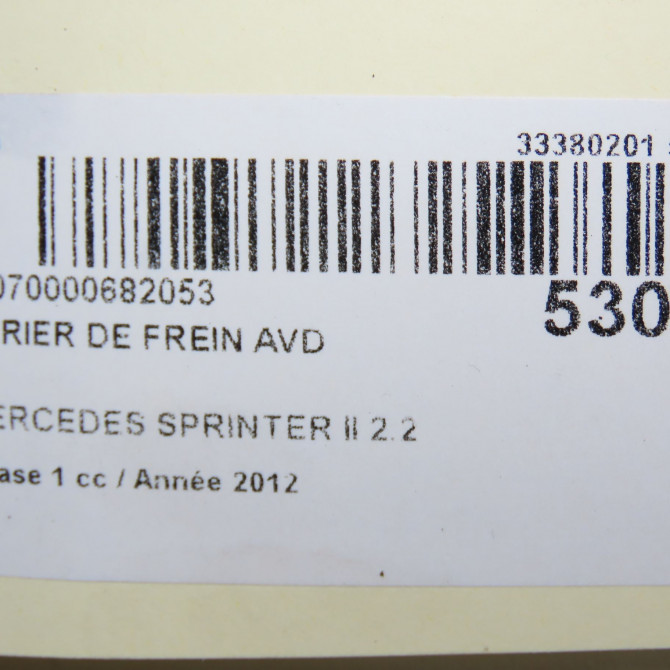 33380201
070000682053
530
RIER DE FREIN AVD
ERCEDES SPRINTER II 2.2
ase 1 cc / Année 2012